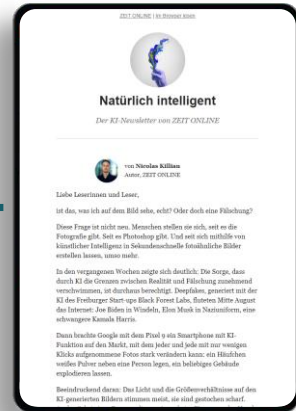 ZEIT ONLINE | Im Browser lesen
Natürlich intelligent
Der KI-Newsletter von ZEIT ONLINE
von Nicolas Killian
Autor, ZEIT ONLINE
Liebe Leserinnen und Leser,
ist das, was ich auf dem Bild sehe, echt? Oder doch eine Fälschung?
Diese Frage ist nicht neu. Menschen stellen sie sich, seit es die
Fotografie gibt. Seit es Photoshop gibt. Und seit sich mithilfe von
künstlicher Intelligenz in Sekundenschnelle fotoähnliche Bilder
erstellen lassen, umso mehr.
In den vergangenen Wochen zeigte sich deutlich: Die Sorge, dass
durch KI die Grenzen zwischen Realität und Fälschung zunehmend
verschwimmen, ist durchaus berechtigt. Deepfakes, generiert mit der
KI des Freiburger Start-ups Black Forest Labs, fluteten Mitte August
das Internet: Joe Biden in Windeln, Elon Musk in Naziuniform, eine
schwangere Kamala Harris.
Dann brachte Google mit dem Pixel 9 ein Smartphone mit KI-
Funktion auf den Markt, mit dem jeder und jede mit nur wenigen
Klicks aufgenommene Fotos stark verändern kann: ein Häufchen
weißes Pulver neben eine Person legen, ein beliebiges Gebäude
explodieren lassen.
Beeindruckend daran: Das Licht und die Größenverhältnisse auf den
KI-generierten Bildern stimmen meist, sie sind gestochen scharf.